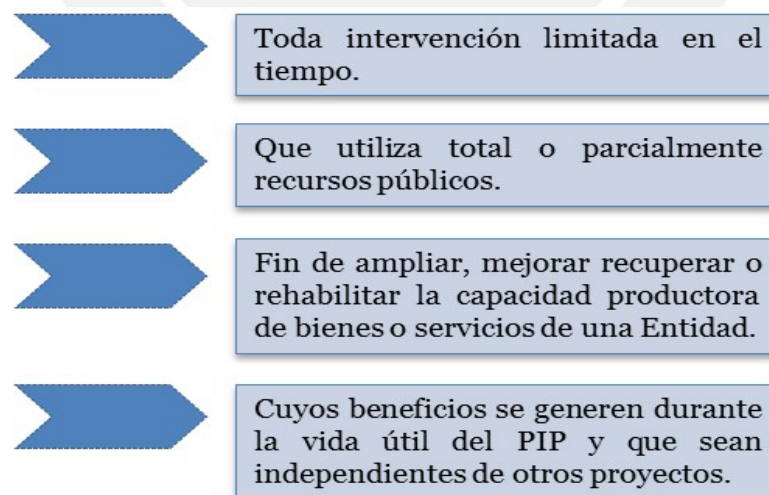 Toda intervención limitada en el
tiempo.
Que utiliza total o parcialmente
recursos públicos.
Fin de ampliar, mejorar recuperar o
rehabilitar la capacidad productora
de bienes o servicios de una Entidad.
Cuyos beneficios se generen durante
la vida útil del PIP y que sean
independientes de otros proyectos.